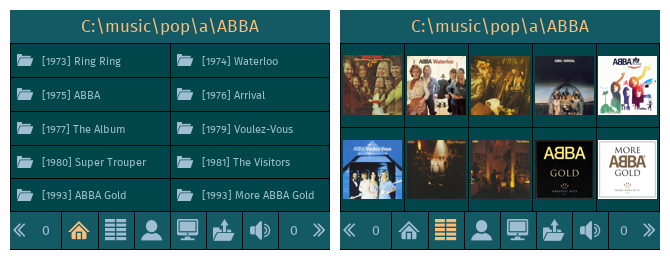 C:\music\pop\a\ABBA
[1973] Ring Ring
[1974] Waterloo
[1975] ABBA
[1976] Arrival
[1977] The Album
[1979] Voulez-Vous
[1980] Super Trouper
[1981] The Visitors
[1993] ABBA Gold
[1993] More ABBA Gold
0
0
C:\music\pop\a\ABBA
ABBA
ABBA
ABBA
GOLD
MORE
ABBA
GOLD
0
0